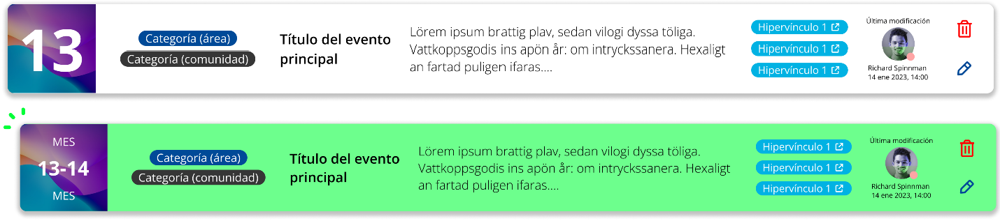 13
Categoría (área)
Categoría (comunidad)
Título del evento
principal
Lörem ipsum brattig plav, sedan vilogi dyssa töliga.
Vattkoppsgodis ins apön år: om intryckssanera. Hexaligt
an fartad puligen ifaras....
Hipervínculo 1
Hipervínculo 1
Hipervínculo 1
Última modificación
Richard Spinnman
14 ene 2023, 14:00
MES
13-14
MES
Categoría (área)
Categoría (comunidad)
Título del evento
principal
Lörem ipsum brattig plav, sedan vilogi dyssa töliga.
Vattkoppsgodis ins apön år: om intryckssanera. Hexaligt
an fartad puligen ifaras....
Hipervínculo 1
Hipervínculo 1
Hipervínculo 1
Última modificación
Richard Spinnman
14 ene 2023, 14:00